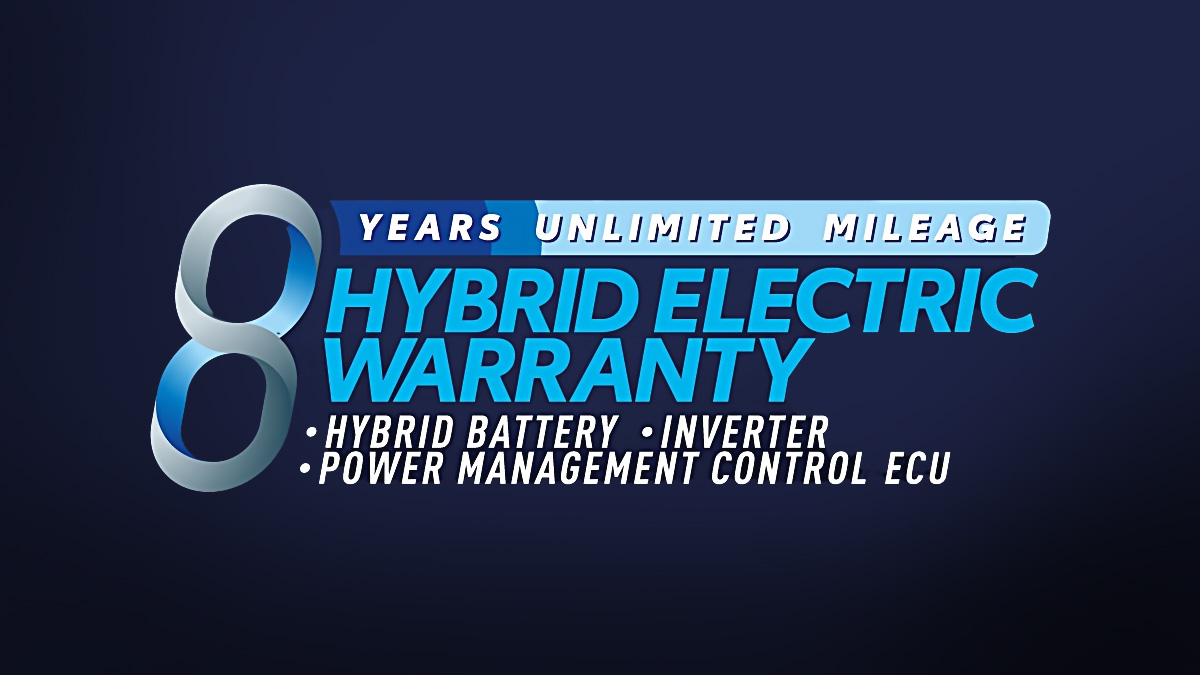 8 YEARS UNLIMITED MILEAGE
HYBRID ELECTRIC
WARRANTY
• HYBRID BATTERY • INVERTER
• POWER MANAGEMENT CONTROL ECU